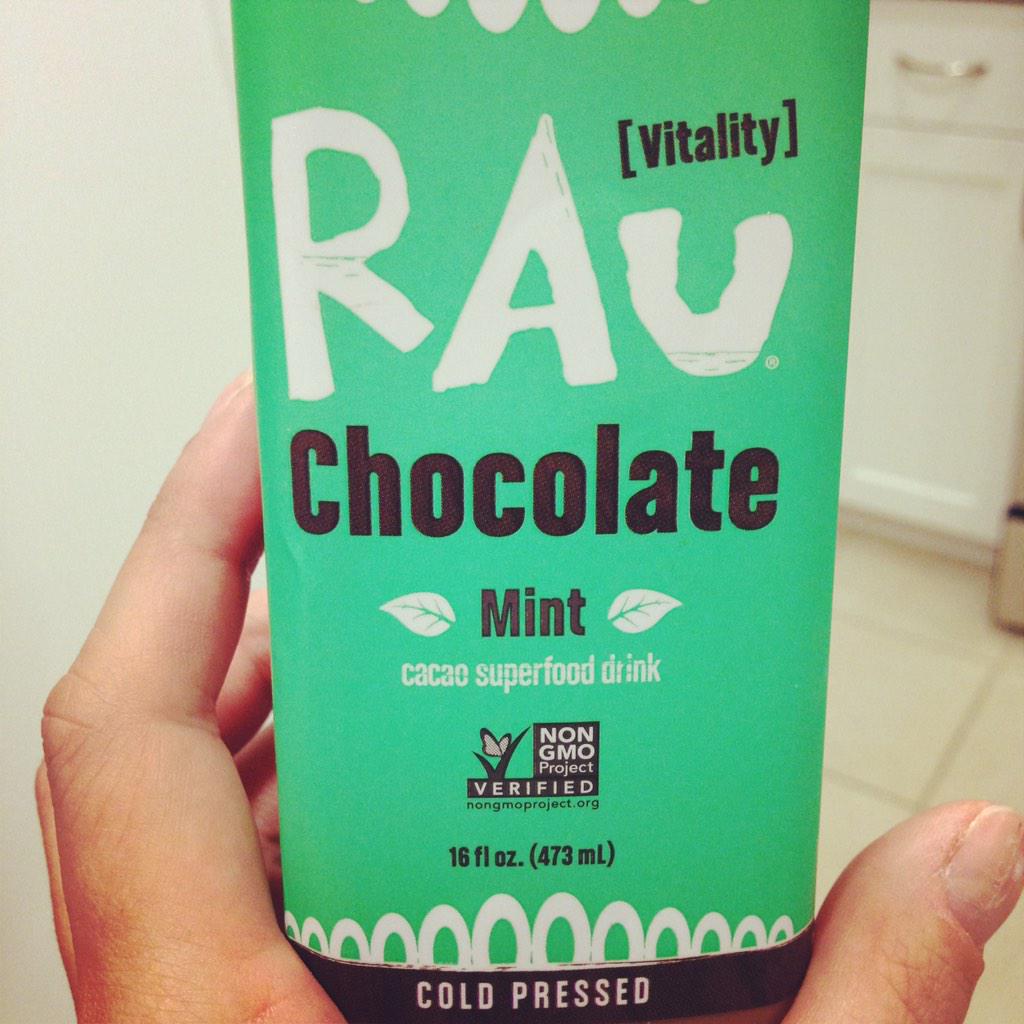 [Vitality]
RAU®
Chocolate
Mint
cacao superfood drink
NON
GMO
Project
VERIFIED
nongmoproject.org
16 fl oz. (473 mL)
COLD PRESSED